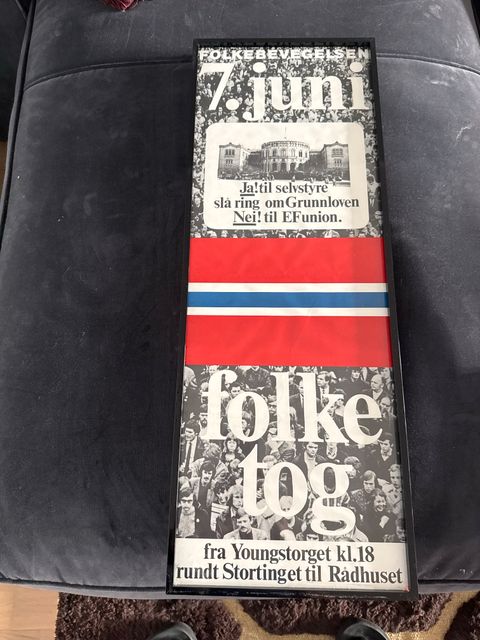 FOLKEBEVEGELSEN
7. juni
Ja! til selvstyre
slå ring om Grunnloven
Nei! til EFunion.
folke
tog
fra Youngstorget kl.18
rundt Stortinget til Rådhuset